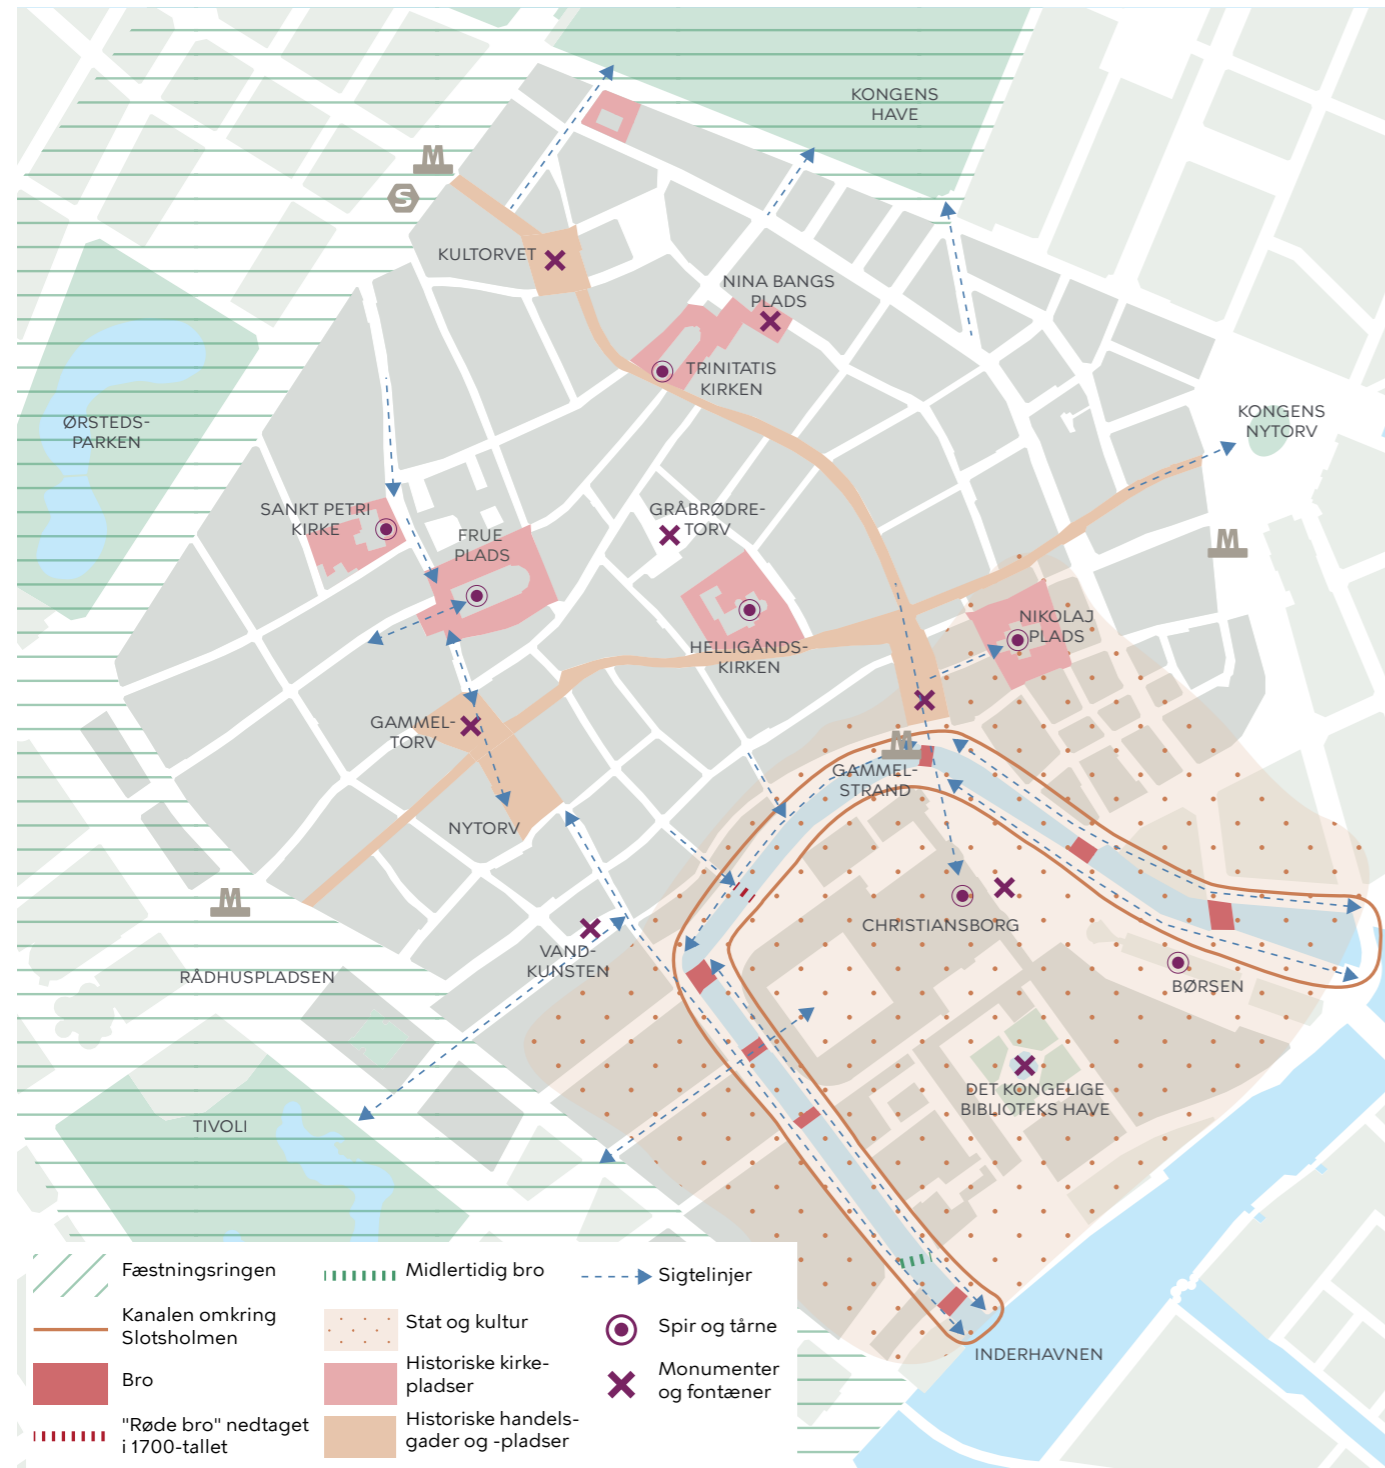 KONGENS
HAVE
M
S
KULTORVET
NINA BANGS
PLADS
TRINITATIS
KIRKEN
ØRSTEDS-
PARKEN
KONGENS
NYTORV
SANKT PETRI
KIRKE
FRUE
PLADS
GRÅBRØDRE-
TORV
M
NIKOLAJ
PLADS
HELLIGÅNDS-
KIRKEN
GAMMEL-
TORV
M
GAMMEL-
STRAND
NYTORV
M
CHRISTIANSBORG
VAND-
KUNSTEN
RÅDHUSPLADSEN
BØRSEN
DET KONGELIGE
BIBLIOTEKS HAVE
TIVOLI
INDERHAVNEN
Fæstningsringen
Kanalen omkring
Slotsholmen
Bro
"Røde bro" nedtaget
i 1700-tallet
Midlertidig bro
Stat og kultur
Historiske kirke-
pladser
Historiske handels-
gader og -pladser
Sigtelinjer
Spir og tårne
Monumenter
og fontæner